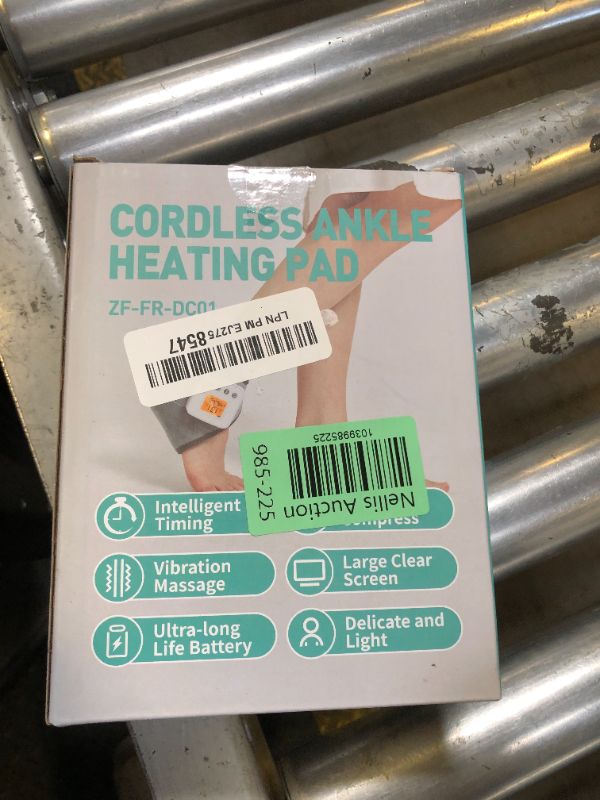 CORDLESS ANKLE
HEATING PAD
ZF-FR-DC01
LPN PM EJ2758547
Nellis Auction
1039985225
985-225
Intelligent
Timing
compress
Vibration
Massage
Large Clear
Screen
Ultra-long
Life Battery
Delicate and
Light